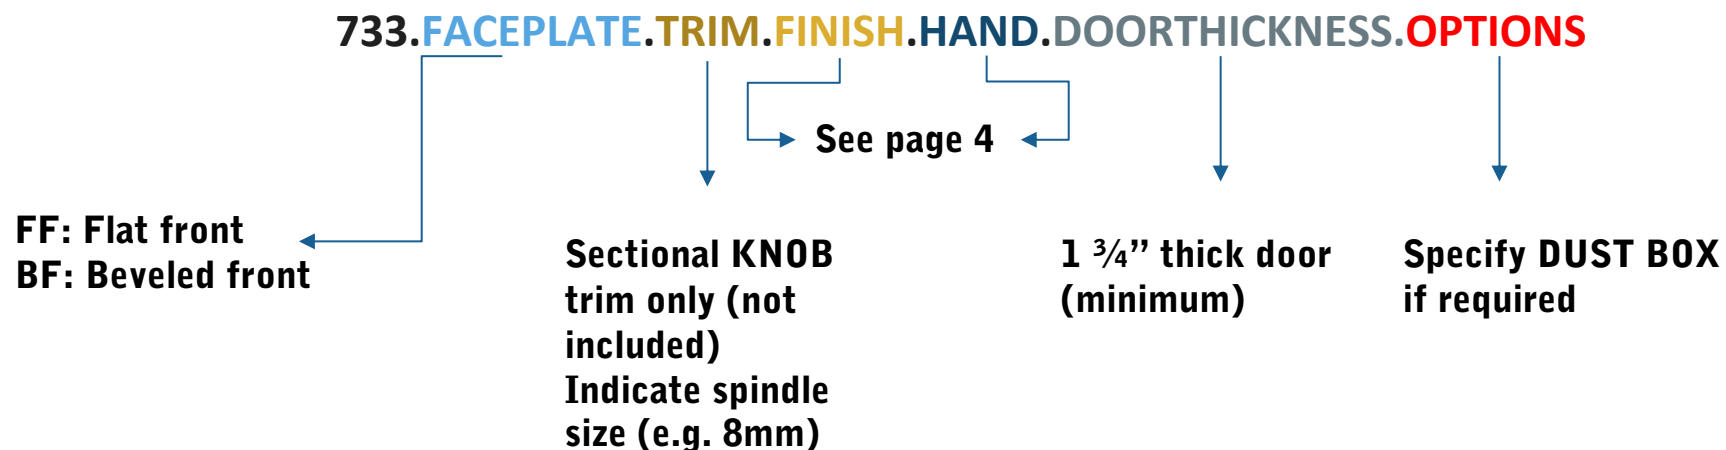 733.FACEPLATE.TRIM.FINISH.HAND.DOORTHICKNESS.OPTIONS
See page 4
FF: Flat front
BF: Beveled front
Sectional KNOB
trim only (not
included)
Indicate spindle
size (e.g. 8mm)
1 ¾” thick door
(minimum)
Specify DUST BOX
if required